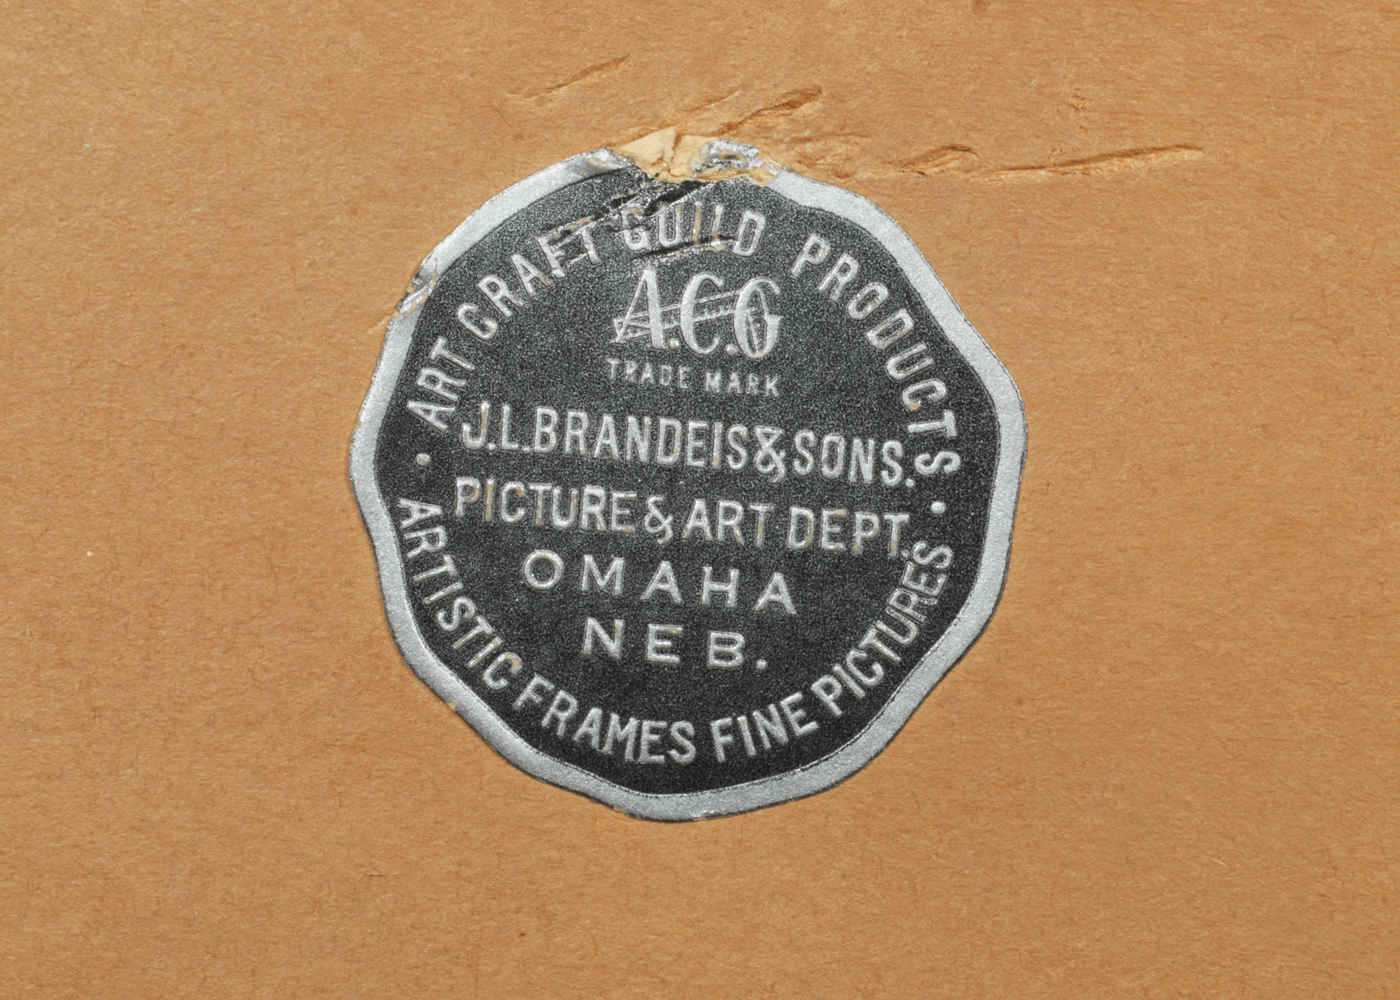 ART CRAFT GUILD PRODUCTS
A.C.G
TRADE MARK
J.L.BRANDEIS & SONS.
PICTURE & ART DEPT.
OMAHA
NEB.
• ARTISTIC FRAMES FINE PICTURES •